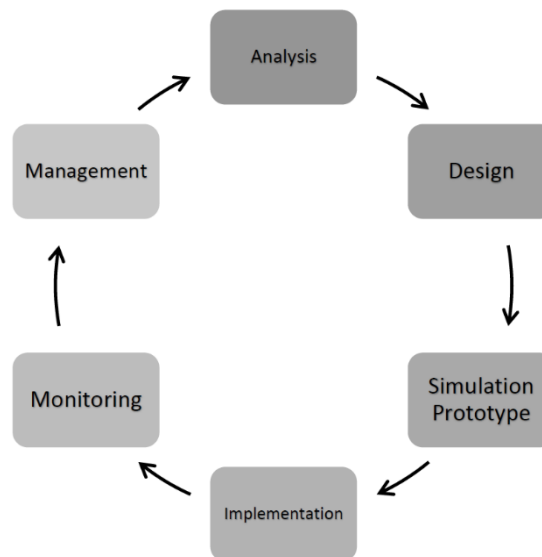 Analysis
Design
Simulation
Prototype
Implementation
Monitoring
Management